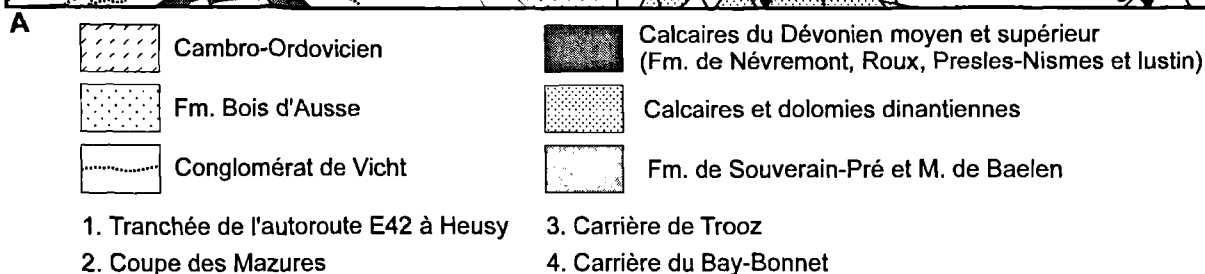 A
Cambro-Ordovicien
Fm. Bois d'Ausse
Conglomérat de Vicht
Calcaires du Dévonien moyen et supérieur
(Fm. de Névremont, Roux, Presles-Nismes et lustin)
Calcaires et dolomies dinantiennes
Fm. de Souverain-Pré et M. de Baelen
1. Tranchée de l'autoroute E42 à Heusy
2. Coupe des Mazures
3. Carrière de Trooz
4. Carrière du Bay-Bonnet